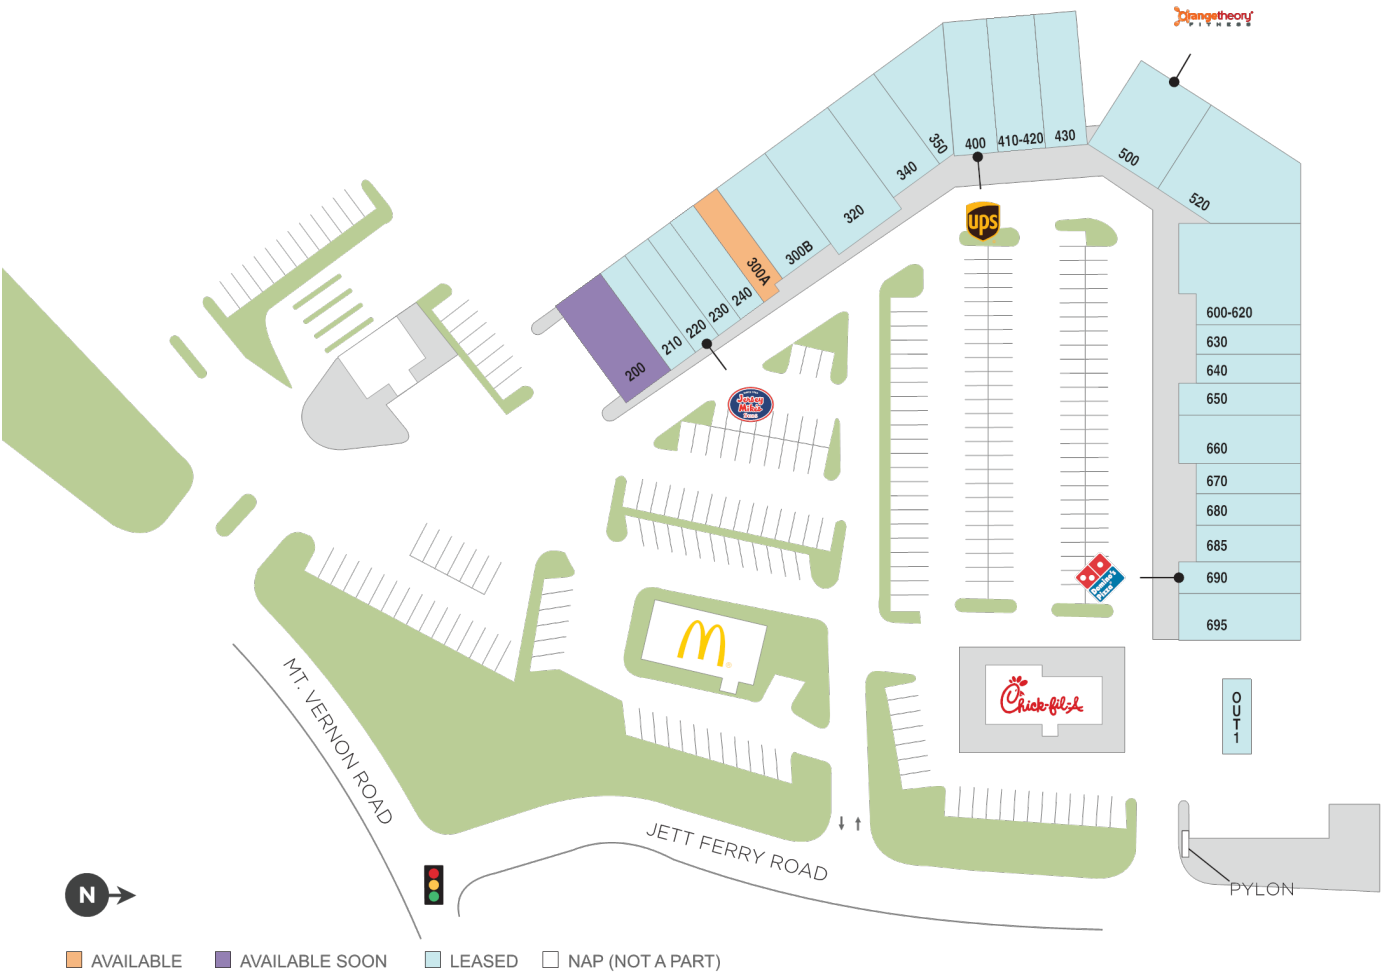 Orangetheory
FITNESS
350
400
410-420
430
340
500
520
320
300B
300A
240
230
220
210
200
ups
600-620
630
640
650
660
670
680
685
690
695
Jersey
Mike's
Subs
Domino's
Pizza
Chick-fil-A
OUT1
MT. VERNON ROAD
JETT FERRY ROAD
PYLON
N
AVAILABLE
AVAILABLE SOON
LEASED
NAP (NOT A PART)